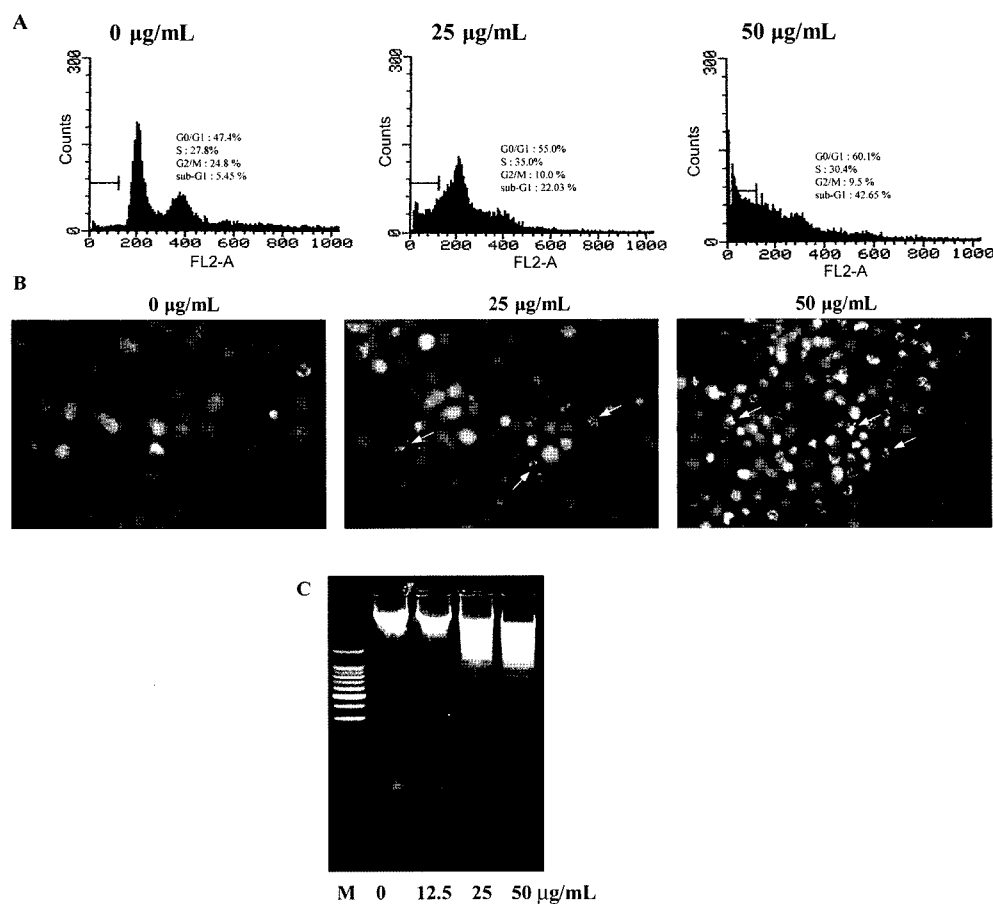 A
0 µg/mL
25 µg/mL
50 µg/mL
300
Counts
0
G0/G1 : 47.4%
S : 27.8%
G2/M : 24.8 %
sub-G1 : 5.45 %
0 200 400 600 800 1000
FL2-A
300
Counts
0
G0/G1 : 55.0%
S : 35.0%
G2/M : 10.0 %
sub-G1 : 22.03 %
0 200 400 600 800 1000
FL2-A
300
Counts
0
G0/G1 : 60.1%
S : 30.4%
G2/M : 9.5 %
sub-G1 : 42.65 %
0 200 400 600 800 1000
FL2-A
B
0 µg/mL
25 µg/mL
50 µg/mL
C
M 0 12.5 25 50 µg/mL